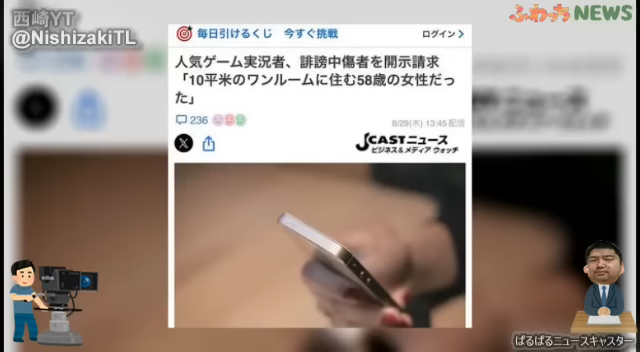 西崎YT
@NishizakiTL
ふわっちNEWS
毎日引けるくじ 今すぐ挑戦
ログイン
人気ゲーム実況者、誹謗中傷者を開示請求
「10平米のワンルームに住む58歳の女性だっ
た」
236
8/29(木) 13:45配信
X
J CASTニュース
ビジネス&メディア ウォッチ
ぱるぱるニュースキャスター